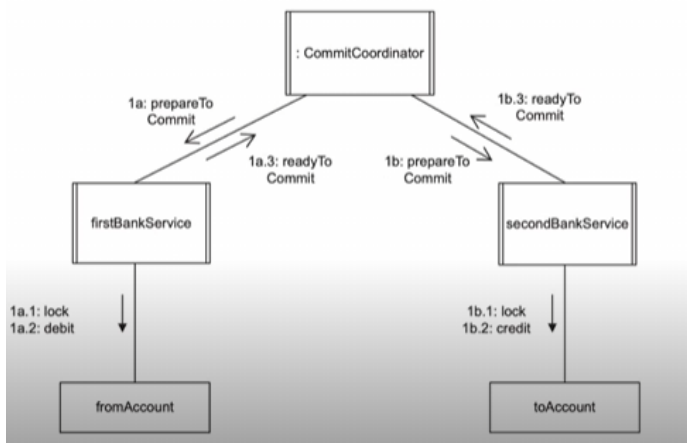 : CommitCoordinator
1a: prepareTo
Commit
1b.3: readyTo
Commit
1a.3: readyTo
Commit
1b: prepareTo
Commit
firstBankService
secondBankService
1a.1: lock
1a.2: debit
1b.1: lock
1b.2: credit
fromAccount
toAccount